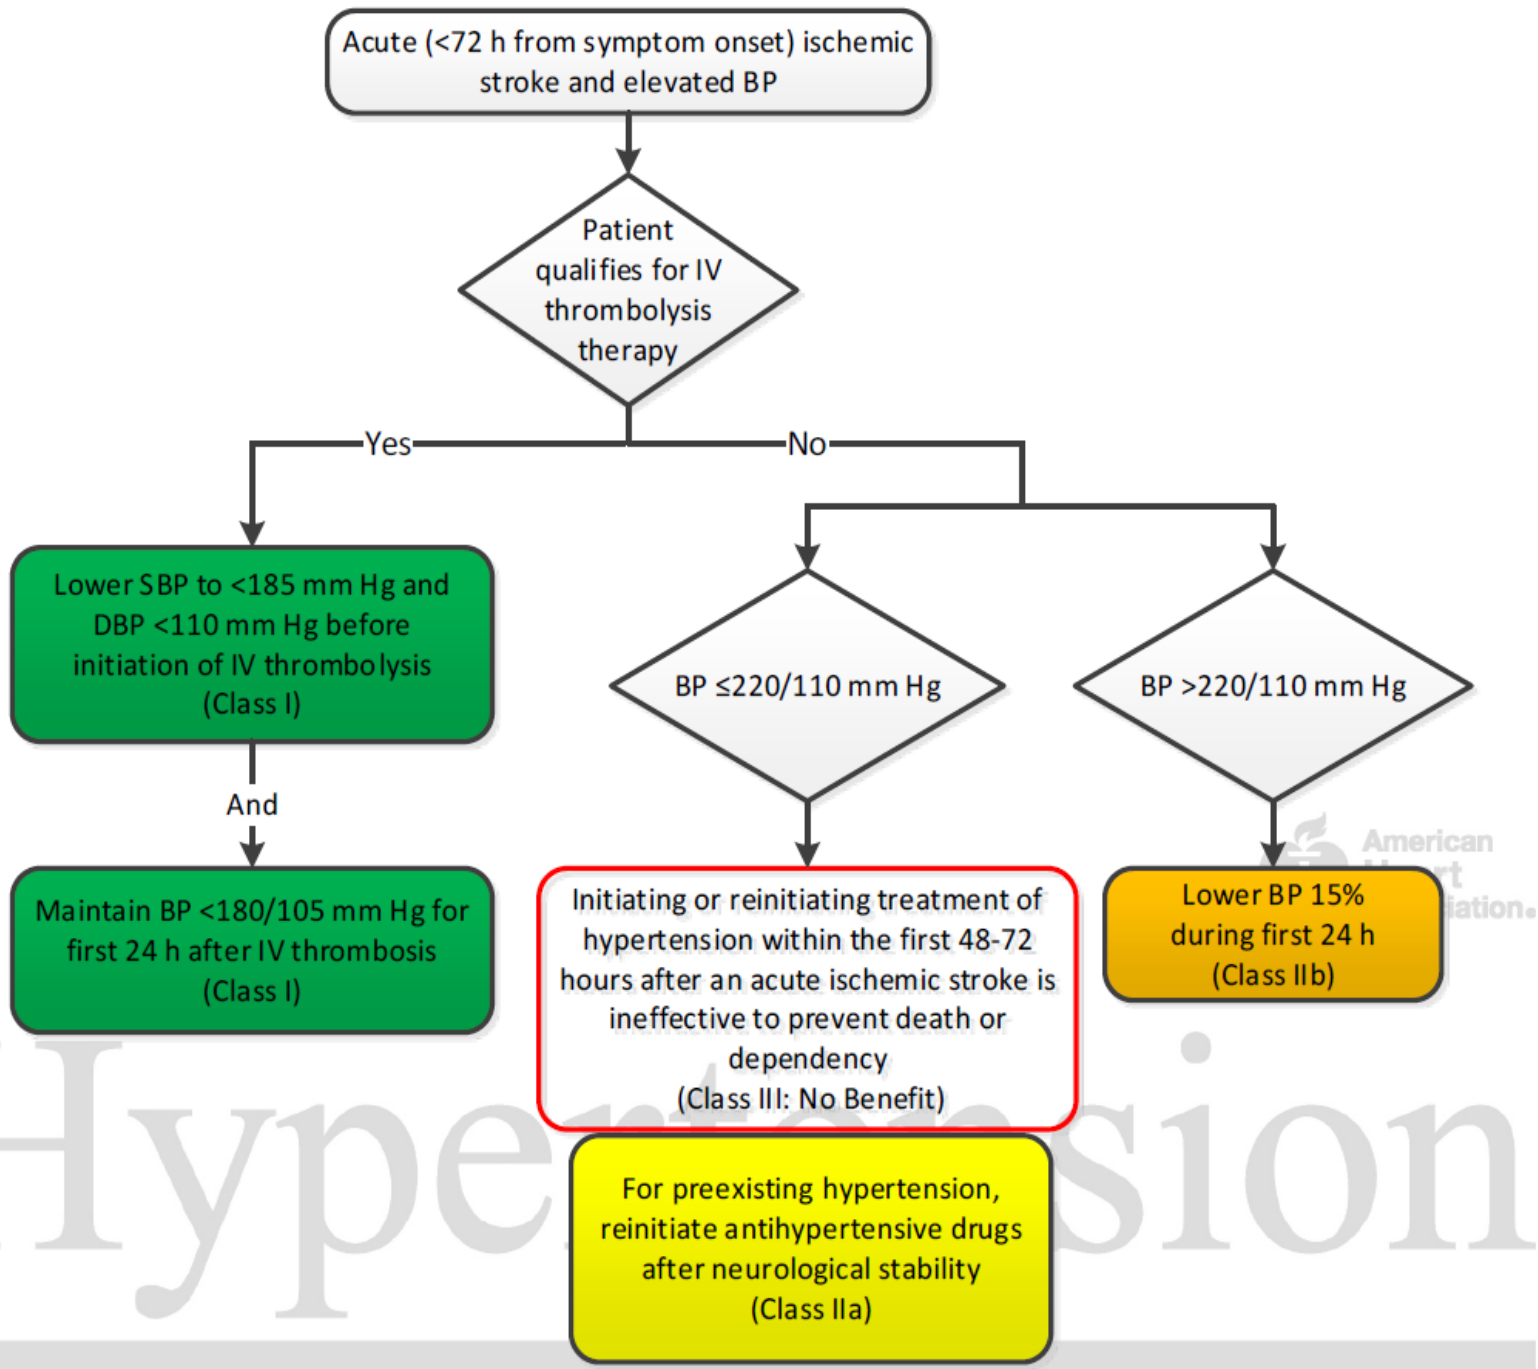 Acute (<72 h from symptom onset) ischemic
stroke and elevated BP
Patient
qualifies for IV
thrombolysis
therapy
Yes
No
Lower SBP to <185 mm Hg and
DBP <110 mm Hg before
initiation of IV thrombolysis
(Class I)
And
Maintain BP <180/105 mm Hg for
first 24 h after IV thrombosis
(Class I)
BP ≤220/110 mm Hg
Initiating or reinitiating treatment of
hypertension within the first 48-72
hours after an acute ischemic stroke is
ineffective to prevent death or
dependency
(Class III: No Benefit)
For preexisting hypertension,
reinitiate antihypertensive drugs
after neurological stability
(Class IIa)
BP >220/110 mm Hg
Lower BP 15%
during first 24 h
(Class IIb)
American
Hypertension